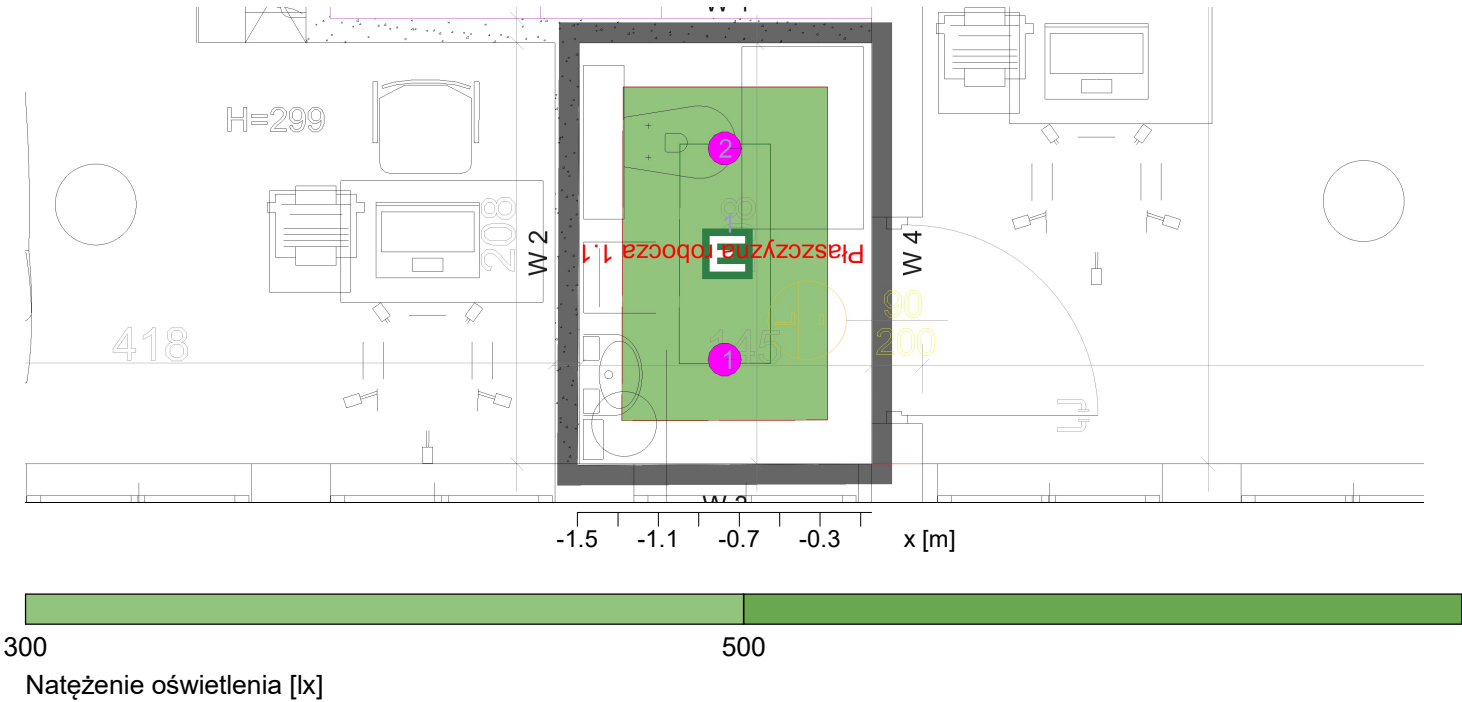 H=299
2
208
W 2
1
Płaszczyzna robocza 1.1
W 4
418
145
1
90
200
-1.5 -1.1 -0.7 -0.3 x [m]
300 500
Natężenie oświetlenia [lx]